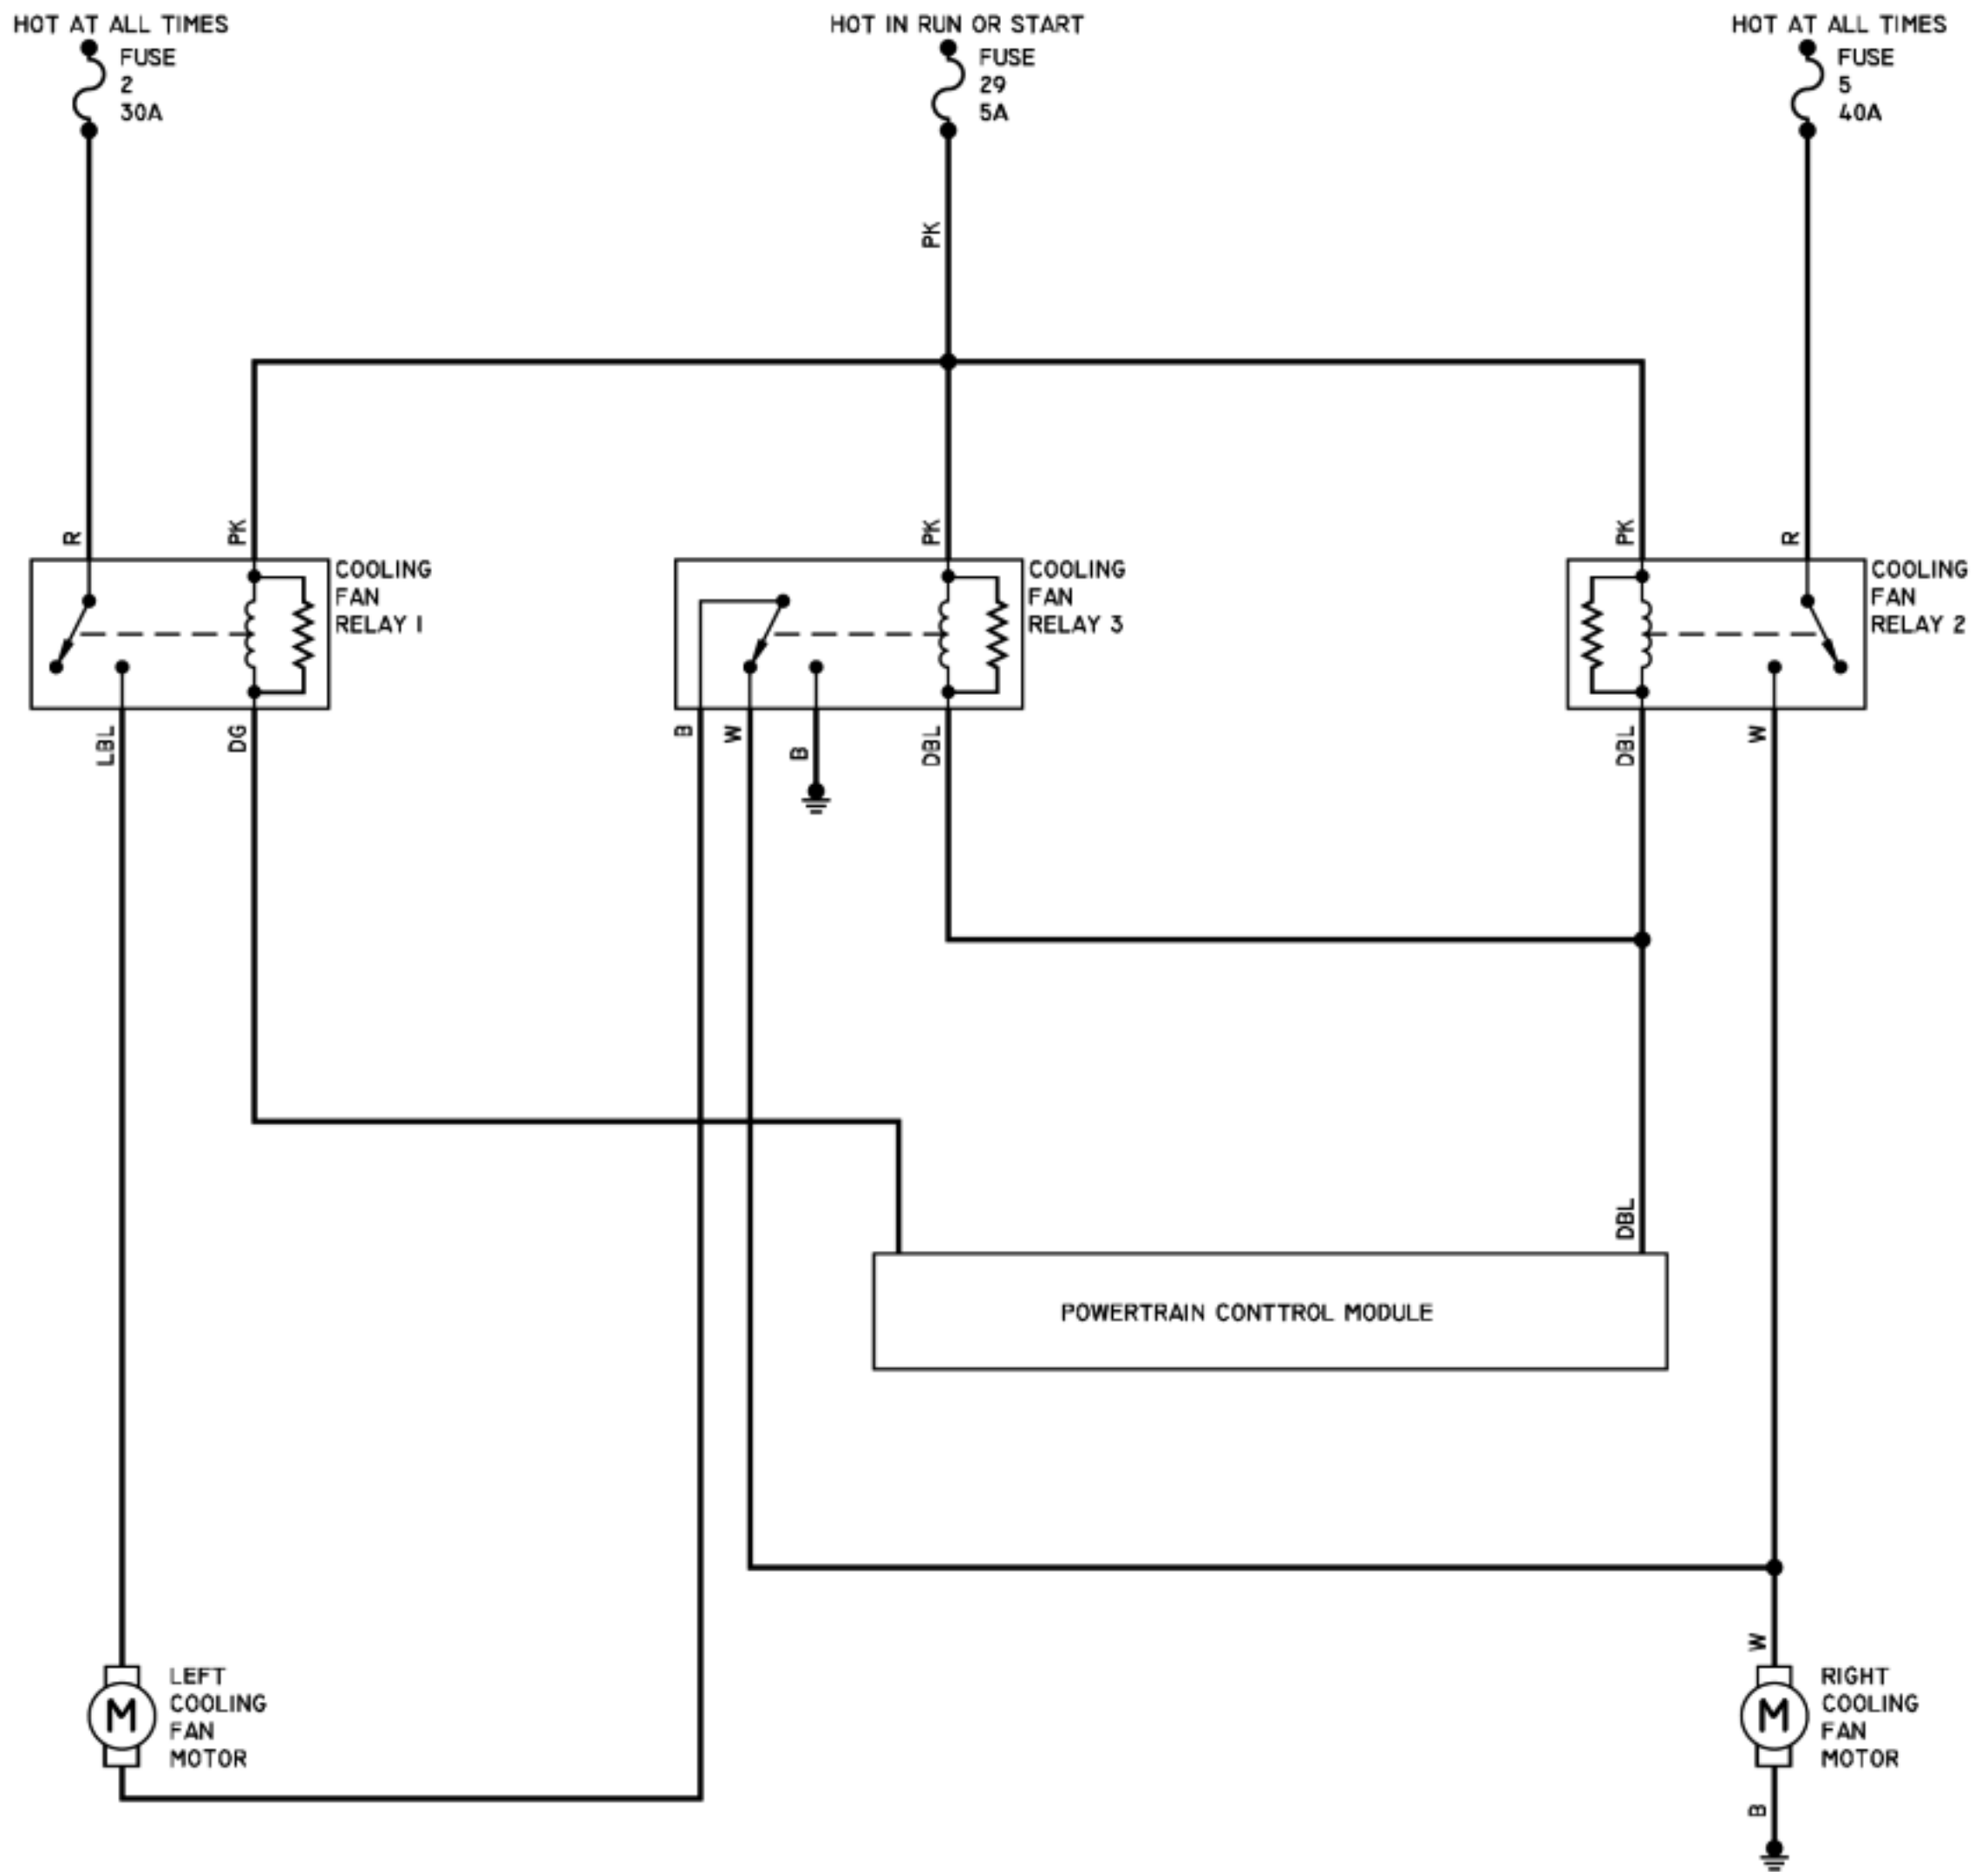 HOT AT ALL TIMES
FUSE
2
30A
HOT IN RUN OR START
FUSE
29
5A
HOT AT ALL TIMES
FUSE
5
40A
PK
R
PK
COOLING
FAN
RELAY 1
PK
COOLING
FAN
RELAY 3
PK
R
COOLING
FAN
RELAY 2
LBL
DG
B
W
B
DBL
DBL
W
DBL
POWERTRAIN CONTTROL MODULE
LEFT
COOLING
FAN
MOTOR
M
W
RIGHT
COOLING
FAN
MOTOR
M
B